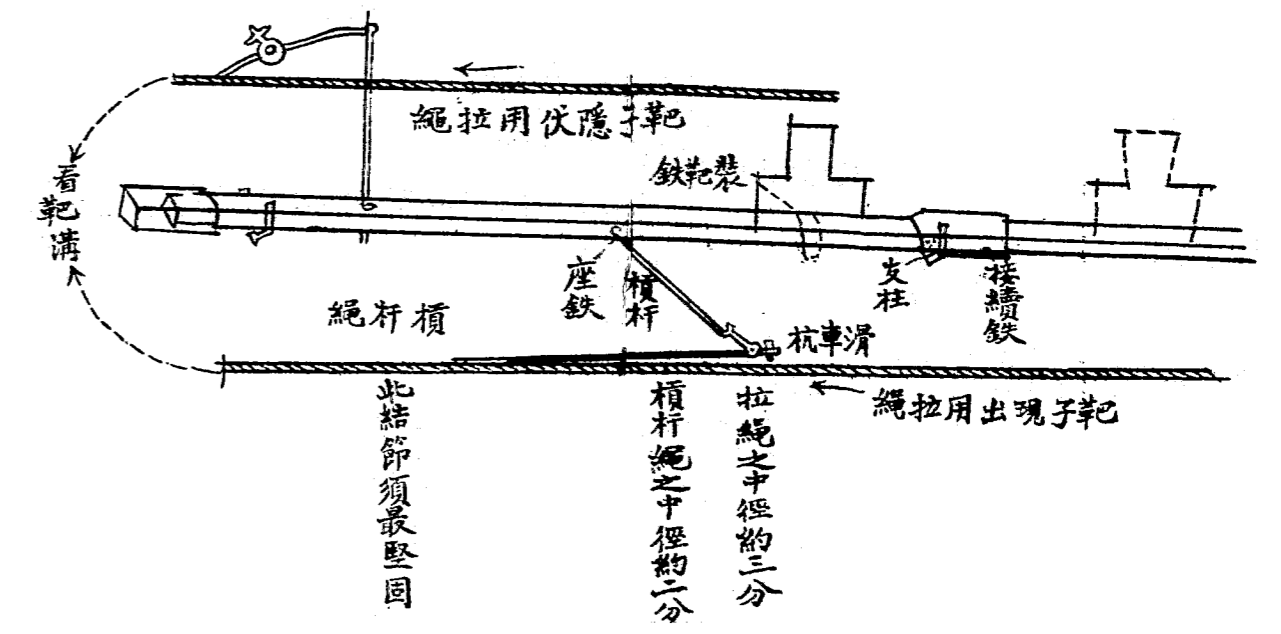 靶子隱伏用拉繩
裝靶鉄
看靶溝
座鉄
槓杆
支柱
接續鉄
槓杆繩
滑車杭
靶子現出用拉繩
拉繩之中徑約三分
槓杆繩之中徑約二分
此結節須最堅固